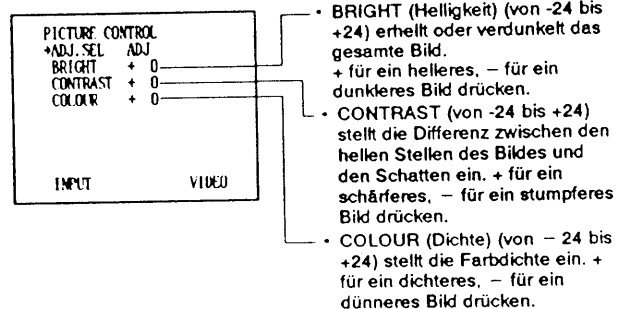 PICTURE CONTROL
→ADJ.SEL ADJ
BRIGHT + 0
CONTRAST + 0
COLOUR + 0
INPUT VIDEO
• BRIGHT (Helligkeit) (von -24 bis
+24) erhellt oder verdunkelt das
gesamte Bild.
+ für ein helleres, – für ein
dunkleres Bild drücken.
• CONTRAST (von -24 bis +24)
stellt die Differenz zwischen den
hellen Stellen des Bildes und
den Schatten ein. + für ein
schärferes, – für ein stumpferes
Bild drücken.
• COLOUR (Dichte) (von – 24 bis
+24) stellt die Farbdichte ein. +
für ein dichteres, – für ein
dünneres Bild drücken.